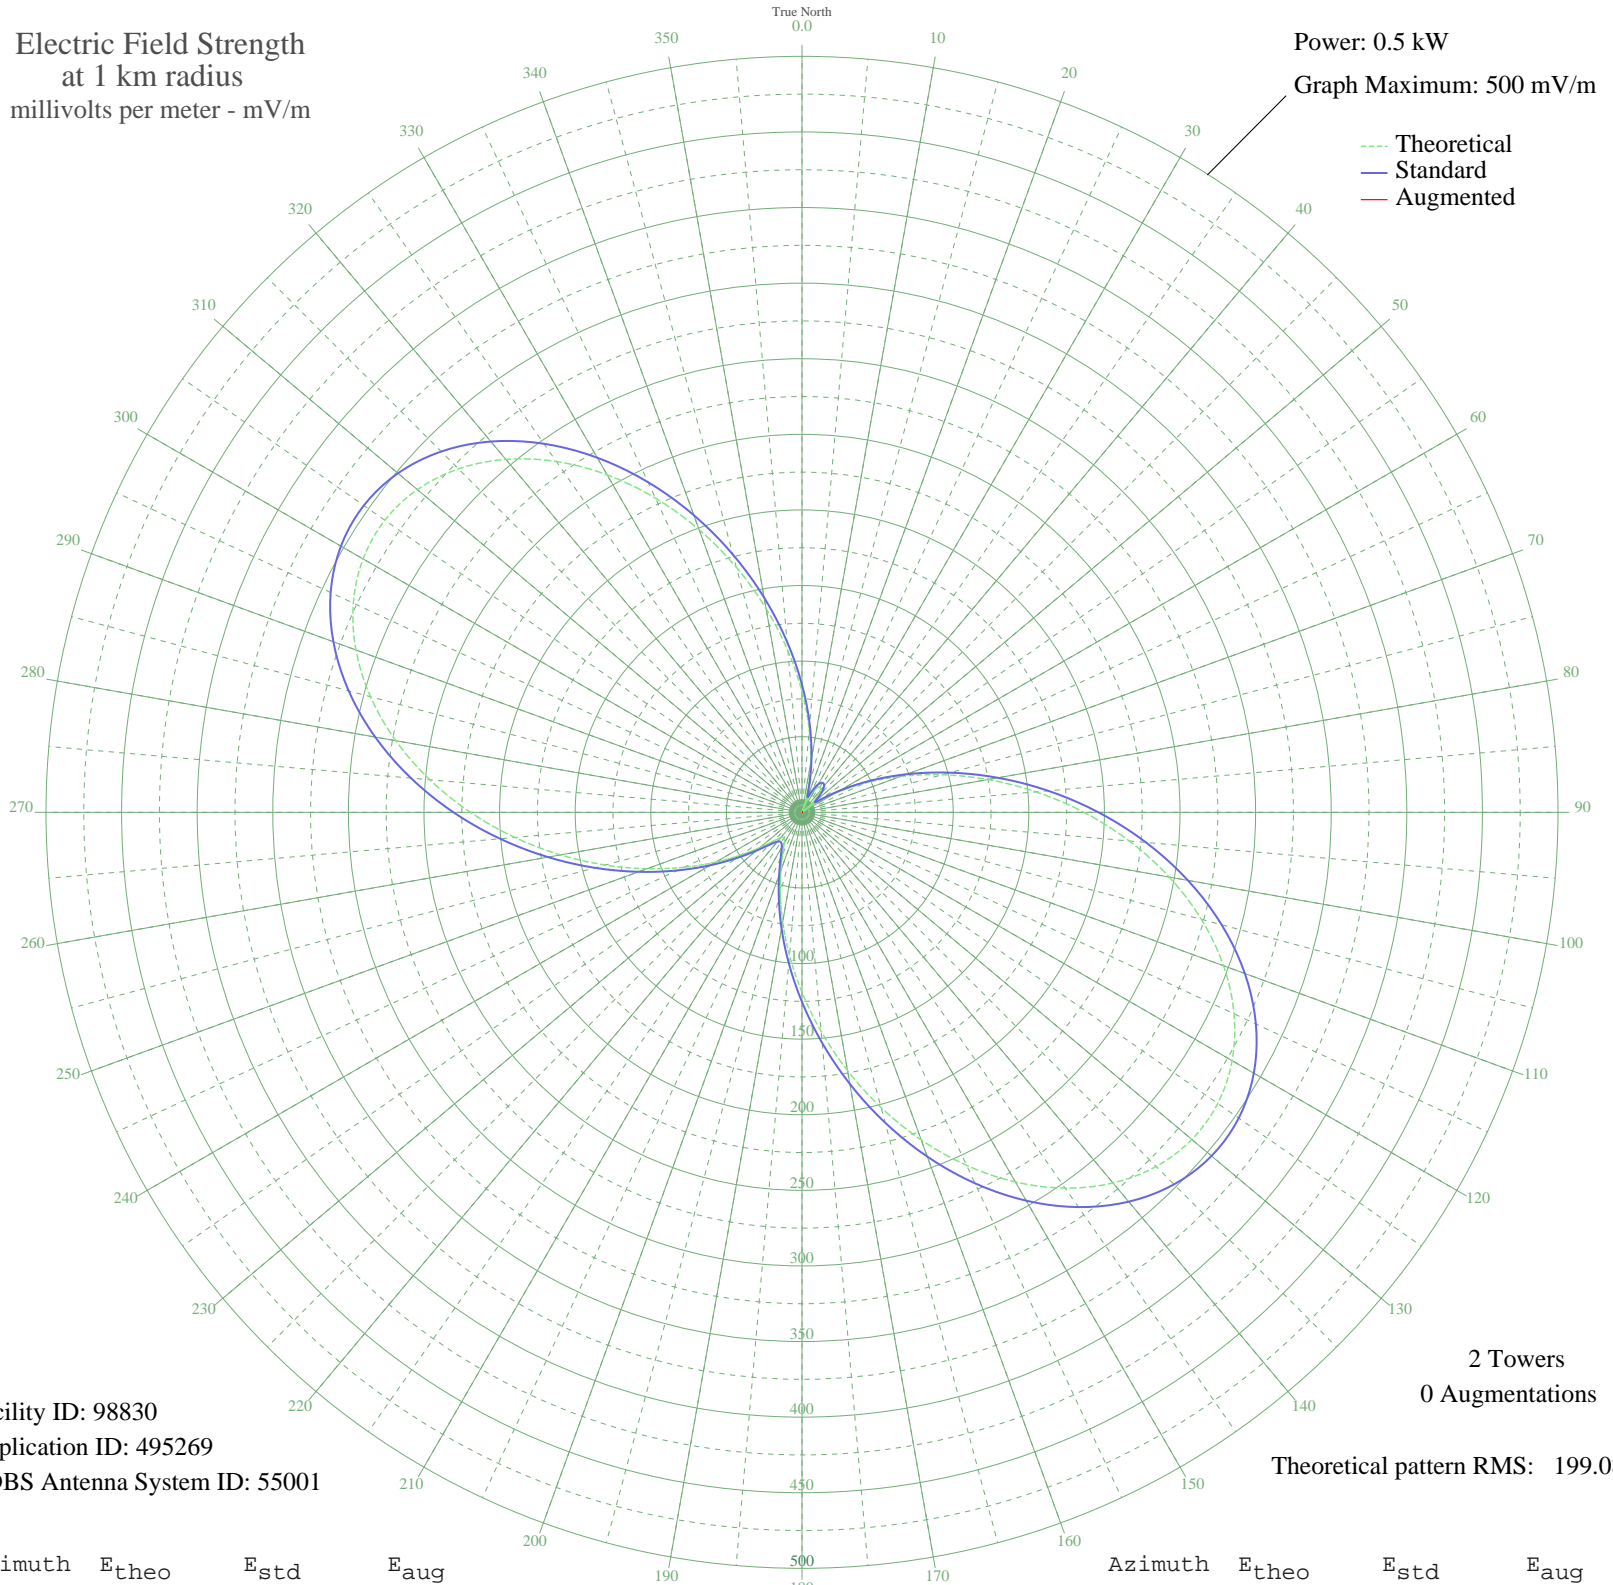 True North
Electric Field Strength
at 1 km radius
millivolts per meter - mV/m
Power: 0.5 kW
Graph Maximum: 500 mV/m
Theoretical
Standard
Augmented
0.0
10
20
30
40
50
60
70
80
90
100
110
120
130
140
150
160
170
190
200
210
220
230
240
250
260
270
280
290
300
310
320
330
340
350
100
150
200
250
300
350
400
450
500
2 Towers
0 Augmentations
Theoretical pattern RMS: 199.0
cility ID: 98830
plication ID: 495269
DBS Antenna System ID: 55001
imuth Etheo Estd Eaug
Azimuth Etheo Estd Eaug